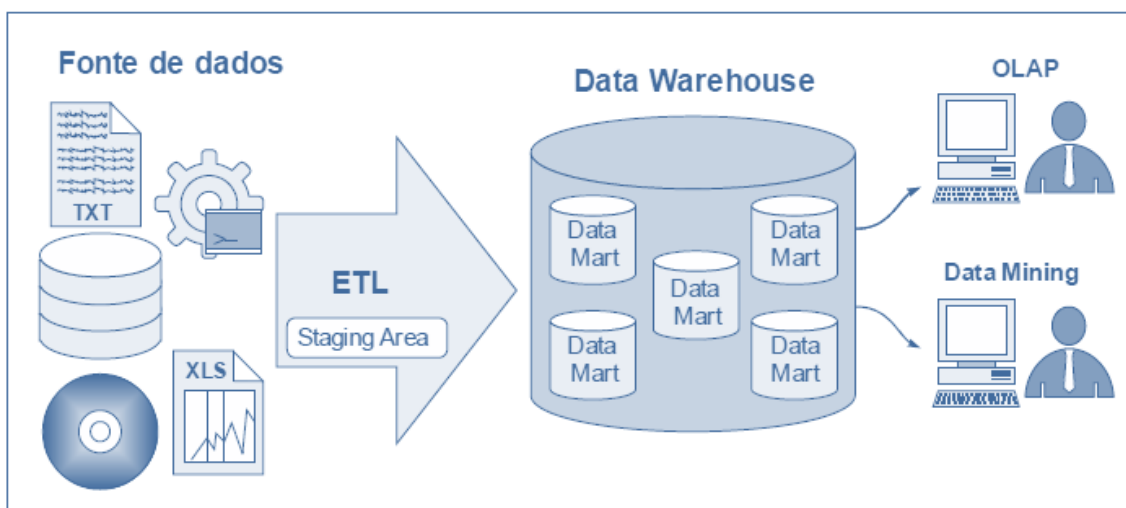 Fonte de dados
TXT
XLS
ETL
Staging Area
Data Warehouse
Data
Mart
Data
Mart
Data
Mart
Data
Mart
Data
Mart
OLAP
Data Mining